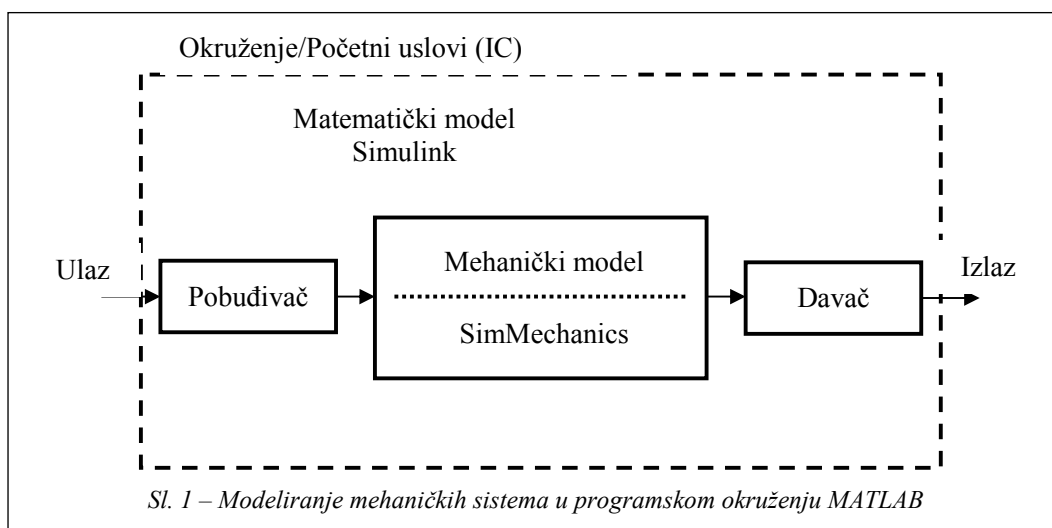 Okruženje/Početni uslovi (IC)
Matematički model
Simulink
Ulaz
Pobuđivač
Mehanički model
SimMechanics
Davač
Izlaz
Sl. 1 – Modeliranje mehaničkih sistema u programskom okruženju MATLAB